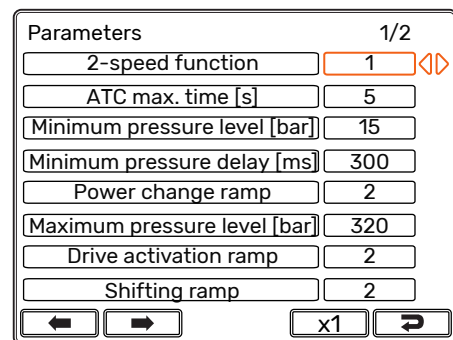 Parameters 1/2
2-speed function 1
ATC max. time [s] 5
Minimum pressure level [bar] 15
Minimum pressure delay [ms] 300
Power change ramp 2
Maximum pressure level [bar] 320
Drive activation ramp 2
Shifting ramp 2
x1